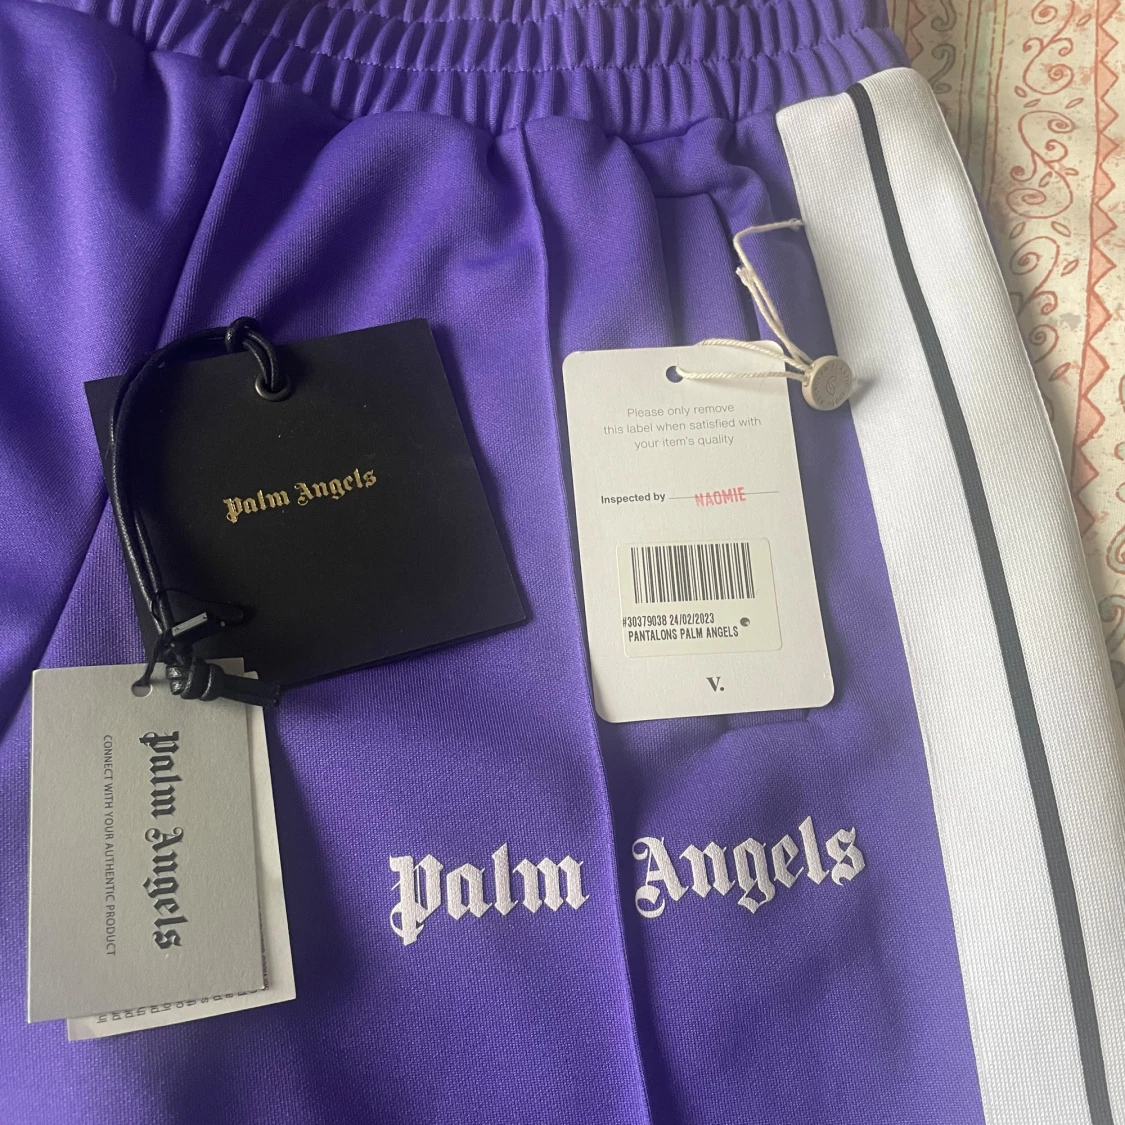 Palm Angels
Please only remove
this label when satisfied with
your item's quality
Inspected by NAOMIE
#30379038 24/02/2023
PANTALONS PALM ANGELS
V.
Palm Angels
CONNECT WITH YOUR AUTHENTIC PRODUCT
Palm Angels